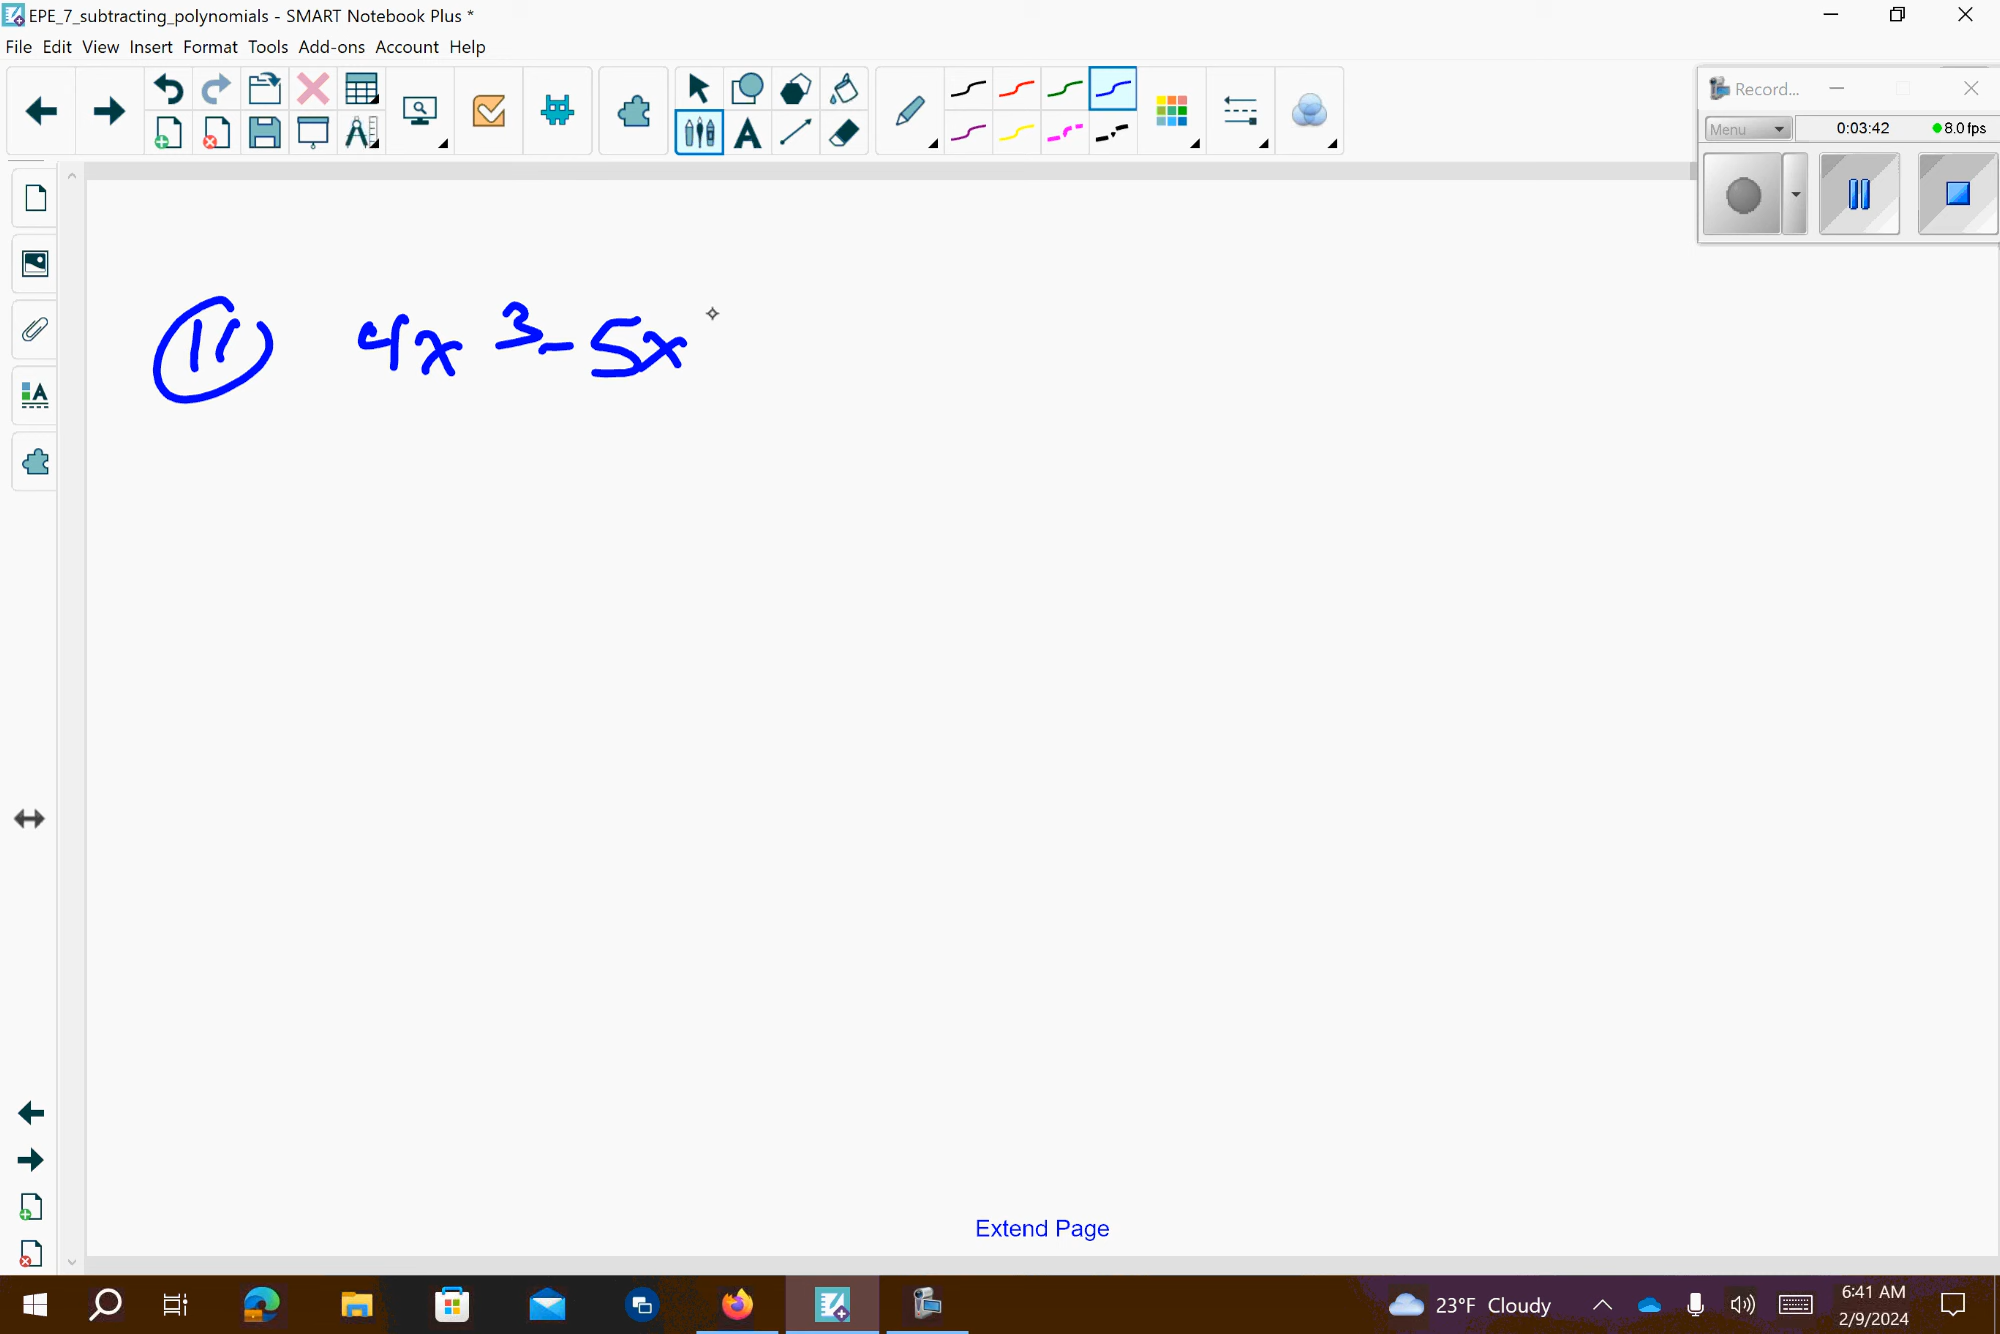 EPE_7_subtracting_polynomials - SMART Notebook Plus *
File Edit View Insert Format Tools Add-ons Account Help
Record...
Menu 0:03:42 8.0 fps
A
A
11 4x³ - 5x
Extend Page
23°F Cloudy
6:41 AM
2/9/2024